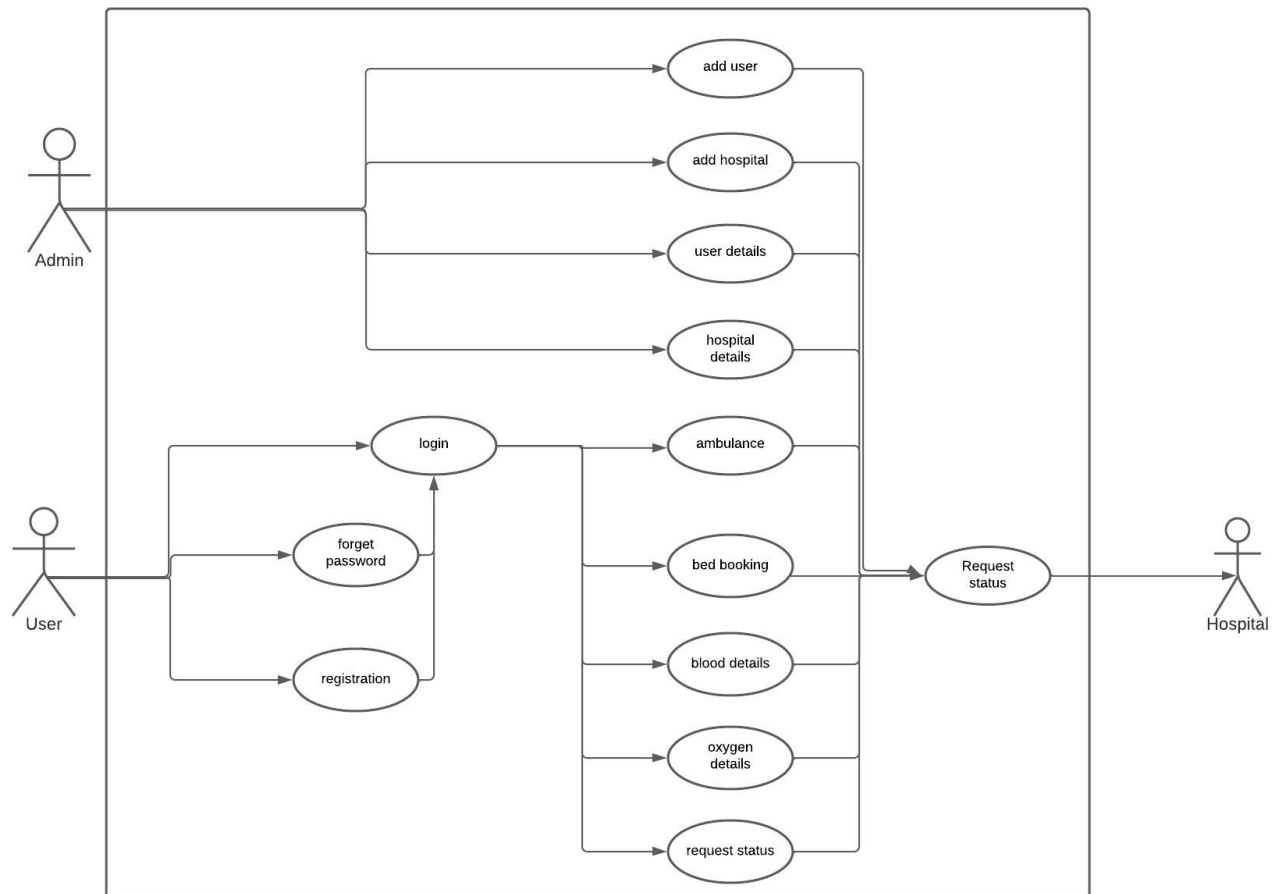 add user
add hospital
Admin
user details
hospital
details
login
ambulance
forget
password
bed booking
Request
status
User
Hospital
registration
blood details
oxygen
details
request status